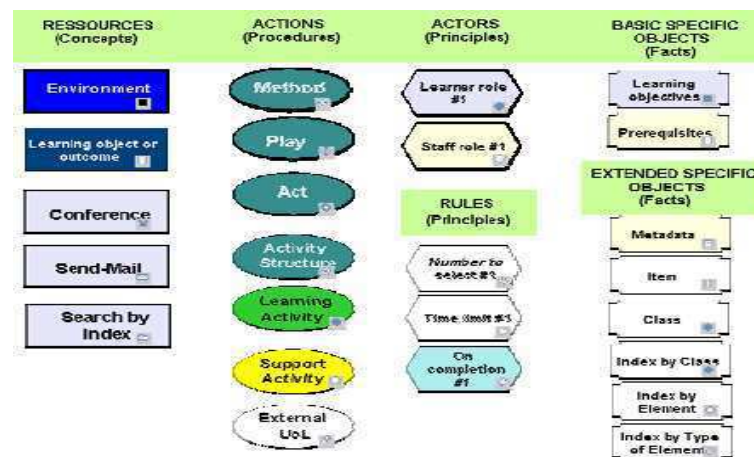 RESSOURCES
(Concepts)
Environment
Learning object or
outcome
Conference
Send-Mail
Search by
Index
ACTIONS
(Procedures)
Method
Play
Act
Activity
Structure
Learning
Activity
Support
Activity
External
UoL
ACTORS
(Principles)
Learner role
#1
Staff role #1
RULES
(Principles)
Number to
select #1
Time limit #1
On
completion
#1
BASIC SPECIFIC
OBJECTS
(Facts)
Learning
objectives
Prerequisites
EXTENDED SPECIFIC
OBJECTS
(Facts)
Metadata
Item
Class
Index by Class
Index by
Element
Index by Type
of Element